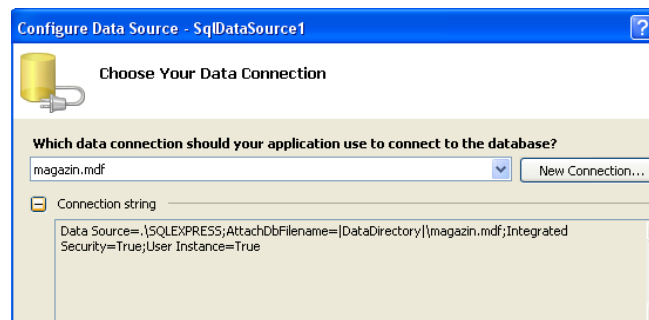 Configure Data Source - SqlDataSource1
?
Choose Your Data Connection
Which data connection should your application use to connect to the database?
magazin.mdf
New Connection...
Connection string
Data Source=.\SQLEXPRESS;AttachDbFilename=|DataDirectory|\magazin.mdf;Integrated
Security=True;User Instance=True